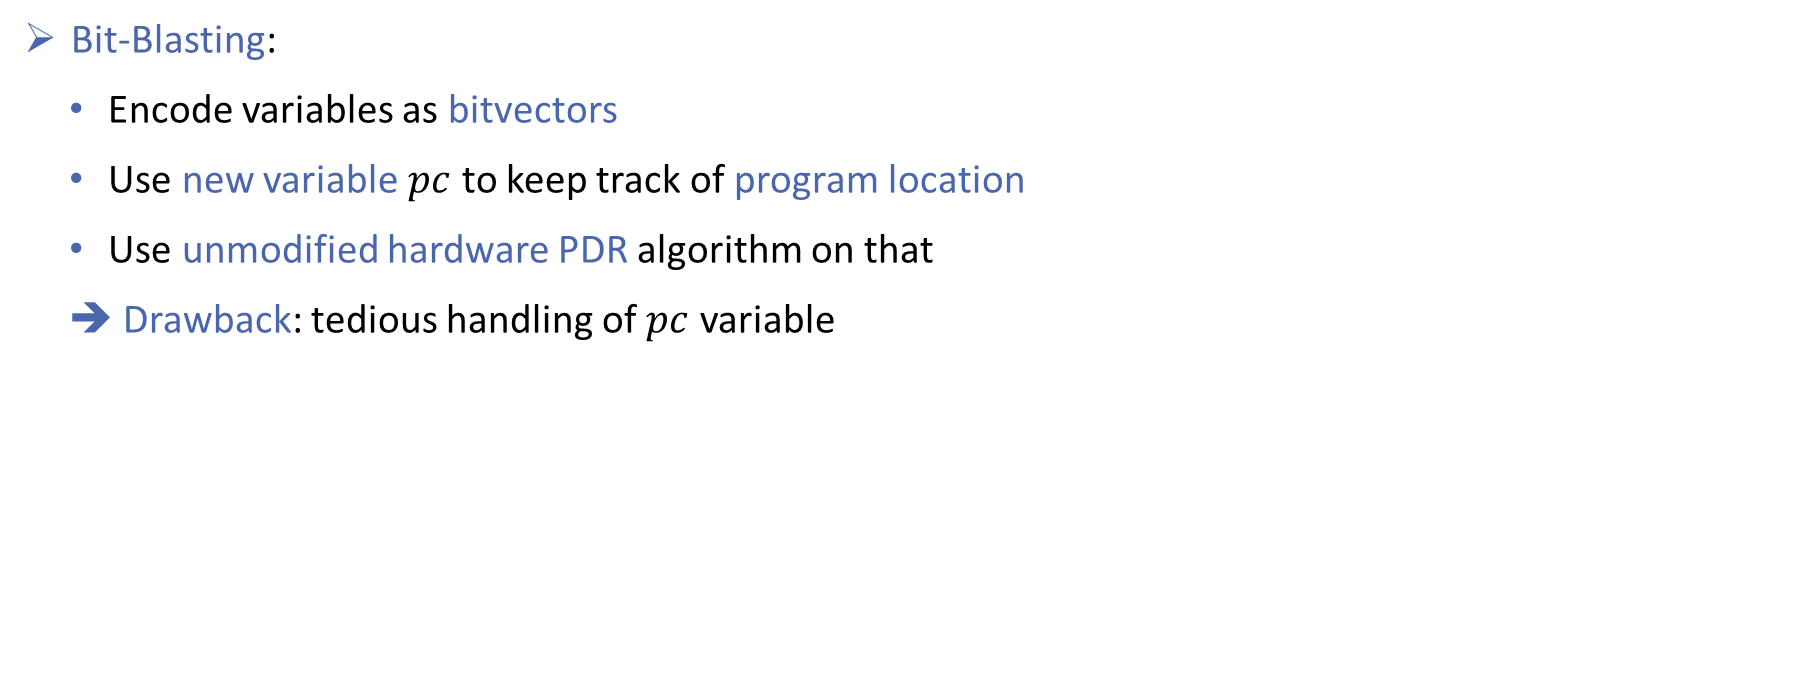 ➢ Bit-Blasting:
• Encode variables as bitvectors
• Use new variable 𝑝𝑐 to keep track of program location
• Use unmodified hardware PDR algorithm on that
➔ Drawback: tedious handling of 𝑝𝑐 variable